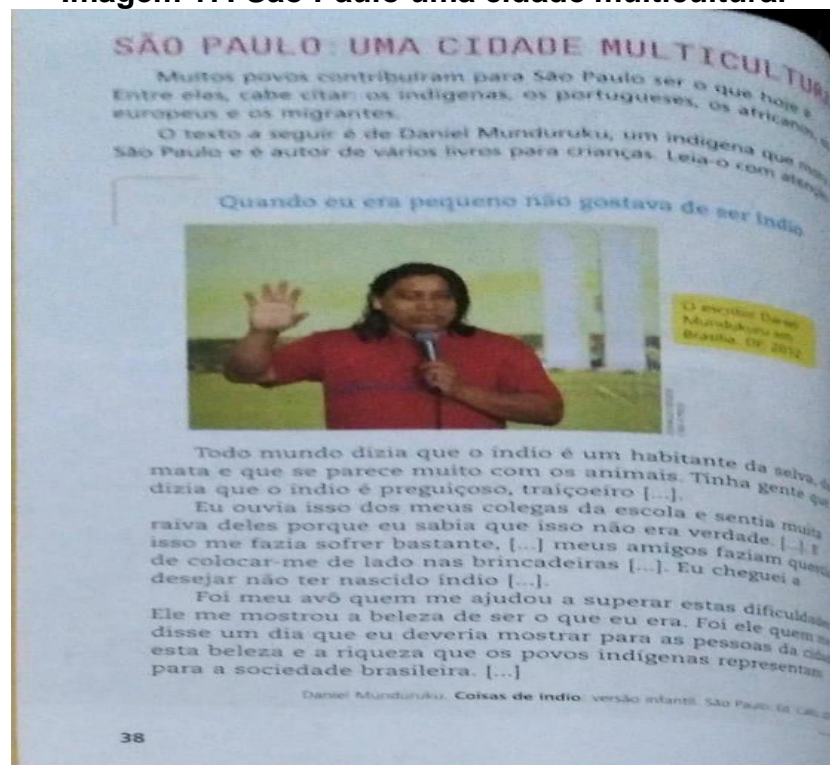 Imagem 17: São Paulo uma cidade multicultural
SÃO PAULO: UMA CIDADE MULTICULTURA
Muitos povos contribuíram para São Paulo ser o que hoje é.
Entre eles, cabe citar: os indígenas, os portugueses, os africanos,
europeus e os migrantes.
O texto a seguir é de Daniel Munduruku, um indígena que
São Paulo e é autor de vários livros para crianças. Leia-o com atenção
Quando eu era pequeno não gostava de ser índio
O escritor Daniel
Munduruku em
Brasília, DF, 2012
Todo mundo dizia que o índio é um habitante da selva, da
mata e que se parece muito com os animais. Tinha gente que
dizia que o índio é preguiçoso, traiçoeiro [...].
Eu ouvia isso dos meus colegas da escola e sentia muita
raiva deles porque eu sabia que isso não era verdade. [...] E
isso me fazia sofrer bastante, [...] meus amigos faziam questão
de colocar-me de lado nas brincadeiras [...]. Eu cheguei a
desejar não ter nascido índio [...].
Foi meu avô quem me ajudou a superar estas dificuldades
Ele me mostrou a beleza de ser o que eu era. Foi ele quem me
disse um dia que eu deveria mostrar para as pessoas da cidade
esta beleza e a riqueza que os povos indígenas representam
para a sociedade brasileira. [...]
Daniel Munduruku. Coisas de índio: versão infantil. São Paulo: Ed.
38